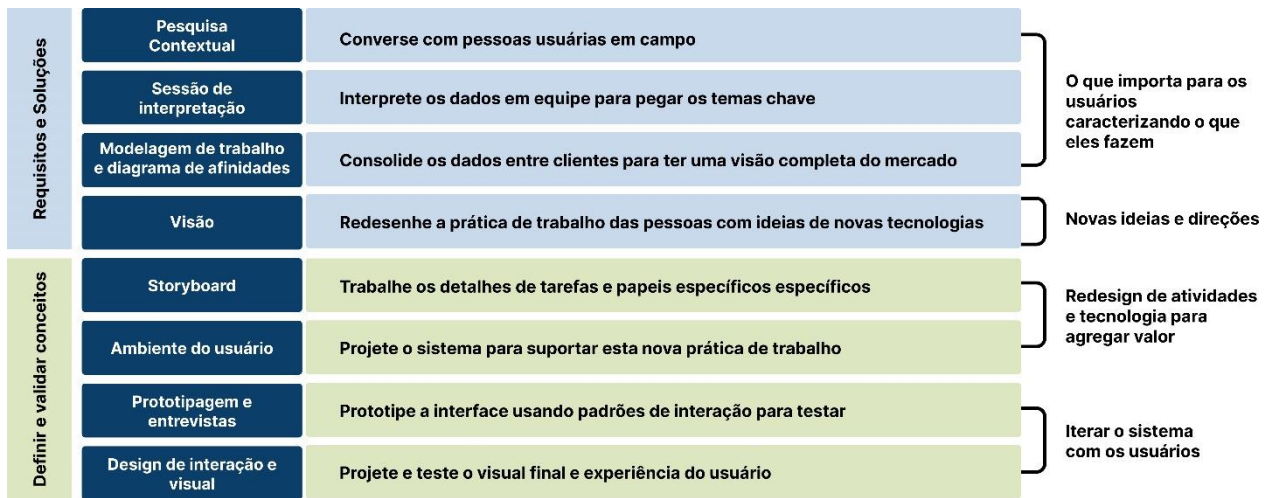 Requisitos e Soluções
Pesquisa
Contextual
Converse com pessoas usuárias em campo
Sessão de
interpretação
Interprete os dados em equipe para pegar os temas chave
Modelagem de trabalho
e diagrama de afinidades
Consolide os dados entre clientes para ter uma visão completa do mercado
O que importa para os
usuários
caracterizando o que
eles fazem
Visão
Redesenhe a prática de trabalho das pessoas com ideias de novas tecnologias
Novas ideias e direções
Definir e validar conceitos
Storyboard
Trabalhe os detalhes de tarefas e papeis específicos específicos
Ambiente do usuário
Projete o sistema para suportar esta nova prática de trabalho
Redesign de atividades
e tecnologia para
agregar valor
Prototipagem e
entrevistas
Prototipe a interface usando padrões de interação para testar
Design de interação e
visual
Projete e teste o visual final e experiência do usuário
Iterar o sistema
com os usuários